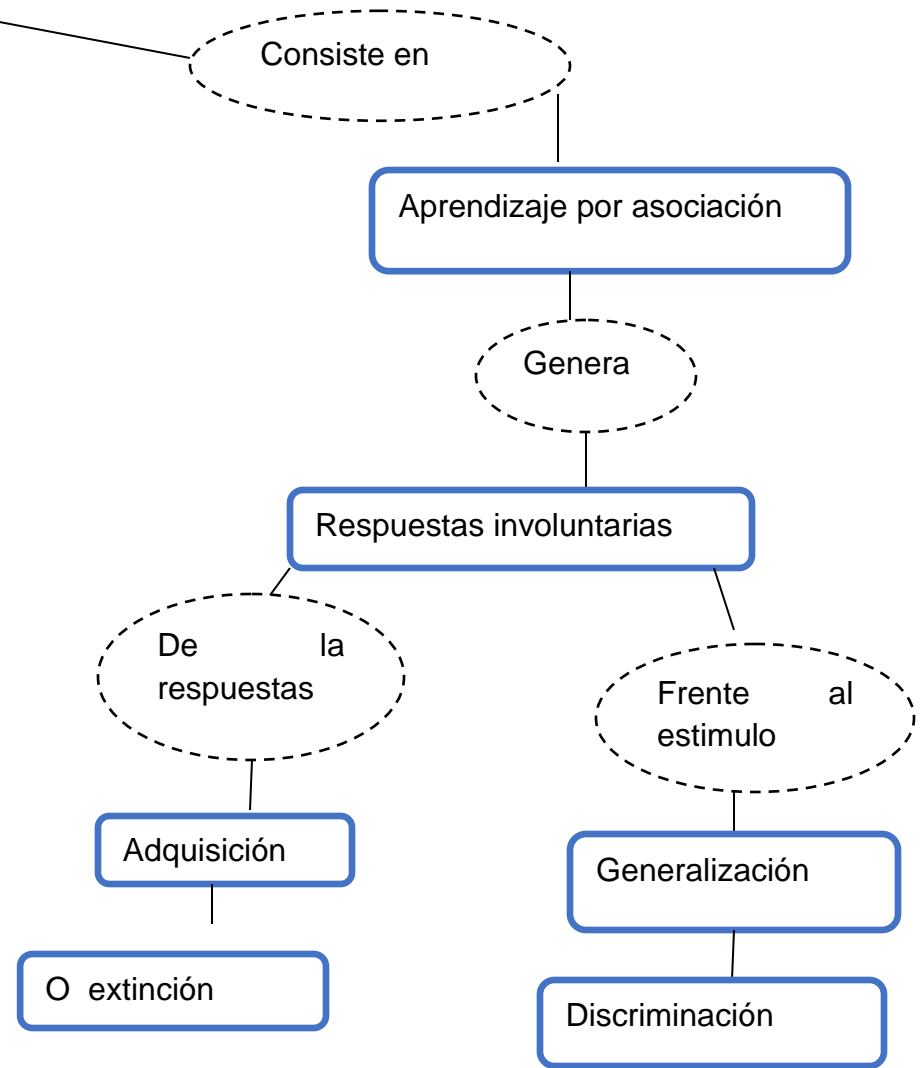 Consiste en
Aprendizaje por asociación
Genera
Respuestas involuntarias
De la
respuestas
Frente al
estimulo
Adquisición
Generalización
O extinción
Discriminación